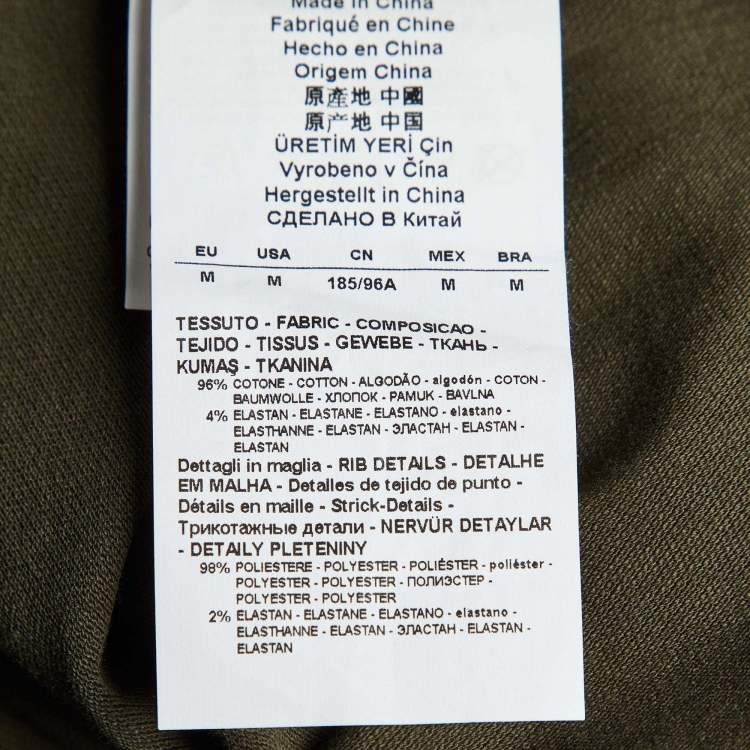 Made in China
Fabriqué en Chine
Hecho en China
Origem China
原產地 中國
原产地 中国
ÜRETİM YERİ Çin
Vyrobeno v Čína
Hergestellt in China
СДЕЛАНО В Китай
EU USA CN MEX BRA
M M 185/96A M M
TESSUTO - FABRIC - COMPOSICAO -
TEJIDO - TISSUS - GEWEBE - ТКАНЬ -
KUMAŞ - TKANINA
96% COTONE - COTTON - ALGODÃO - algodón - COTON -
BAUMWOLLE - ХЛОПОК - PAMUK - BAVLNA
4% ELASTAN - ELASTANE - ELASTANO - elastano -
ELASTHANNE - ELASTAN - ЭЛАСТАН - ELASTAN -
ELASTAN
Dettagli in maglia - RIB DETAILS - DETALHE
EM MALHA - Detalles de tejido de punto -
Détails en maille - Strick-Details -
Трикотажные детали - NERVÜR DETAYLAR
- DETAILY PLETENINY
98% POLIESTERE - POLYESTER - POLIÉSTER - poliéster -
POLYESTER - POLYESTER - ПОЛИЭСТЕР -
POLYESTER - POLYESTER
2% ELASTAN - ELASTANE - ELASTANO - elastano -
ELASTHANNE - ELASTAN - ЭЛАСТАН - ELASTAN -
ELASTAN